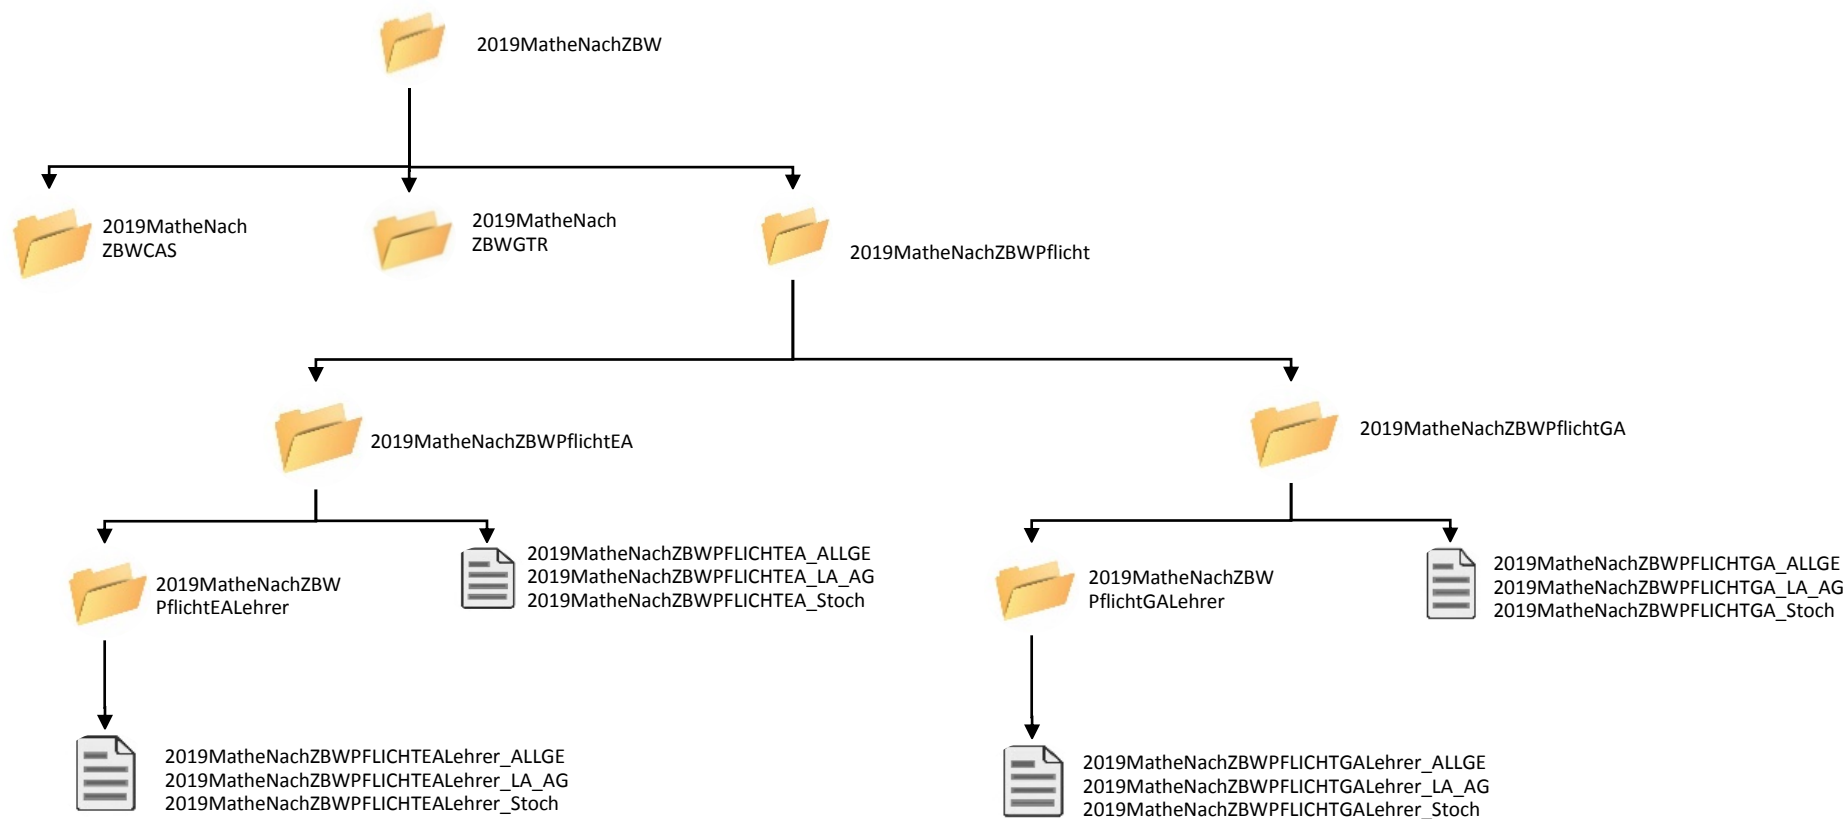 2019MatheNachZBW
2019MatheNach
ZBWCAS
2019MatheNach
ZBWGTR
2019MatheNachZBWPflicht
2019MatheNachZBWPflichtEA
2019MatheNachZBWPflichtGA
2019MatheNachZBW
PflichtEALehrer
2019MatheNachZBWPFLICHTEA_ALLGE
2019MatheNachZBWPFLICHTEA_LA_AG
2019MatheNachZBWPFLICHTEA_Stoch
2019MatheNachZBW
PflichtGALehrer
2019MatheNachZBWPFLICHTGA_ALLGE
2019MatheNachZBWPFLICHTGA_LA_AG
2019MatheNachZBWPFLICHTGA_Stoch
2019MatheNachZBWPFLICHTEALehrer_ALLGE
2019MatheNachZBWPFLICHTEALehrer_LA_AG
2019MatheNachZBWPFLICHTEALehrer_Stoch
2019MatheNachZBWPFLICHTGALehrer_ALLGE
2019MatheNachZBWPFLICHTGALehrer_LA_AG
2019MatheNachZBWPFLICHTGALehrer_Stoch